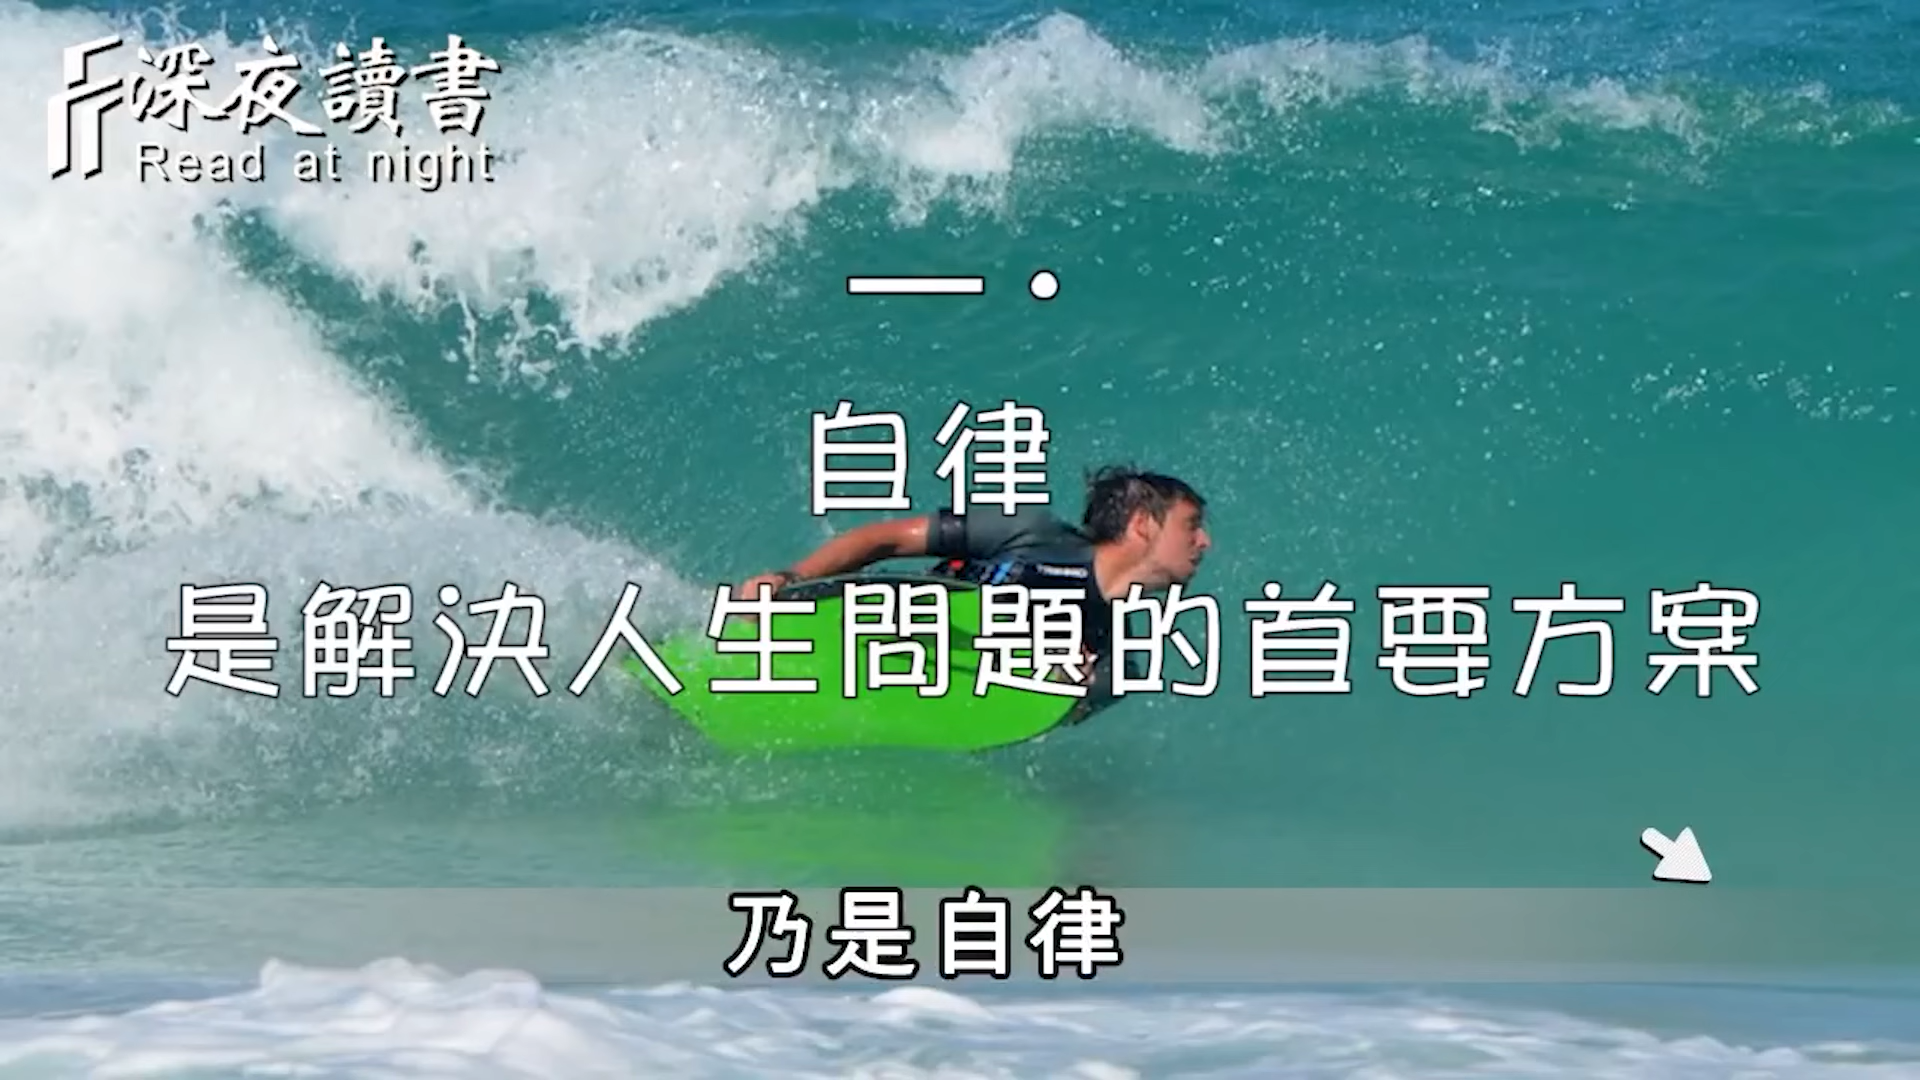 深夜讀書
Read at night
一·
自律
是解決人生問題的首要方案
乃是自律